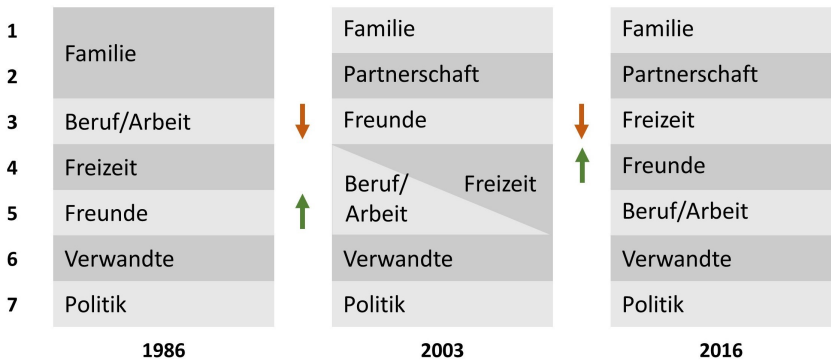 1 Familie Familie
Familie
2 Partnerschaft Partnerschaft
3 Beruf/Arbeit Freunde Freizeit
4 Freizeit Freunde
Beruf/ Freizeit
5 Freunde Arbeit Beruf/Arbeit
6 Verwandte Verwandte Verwandte
7 Politik Politik Politik
1986 2003 2016